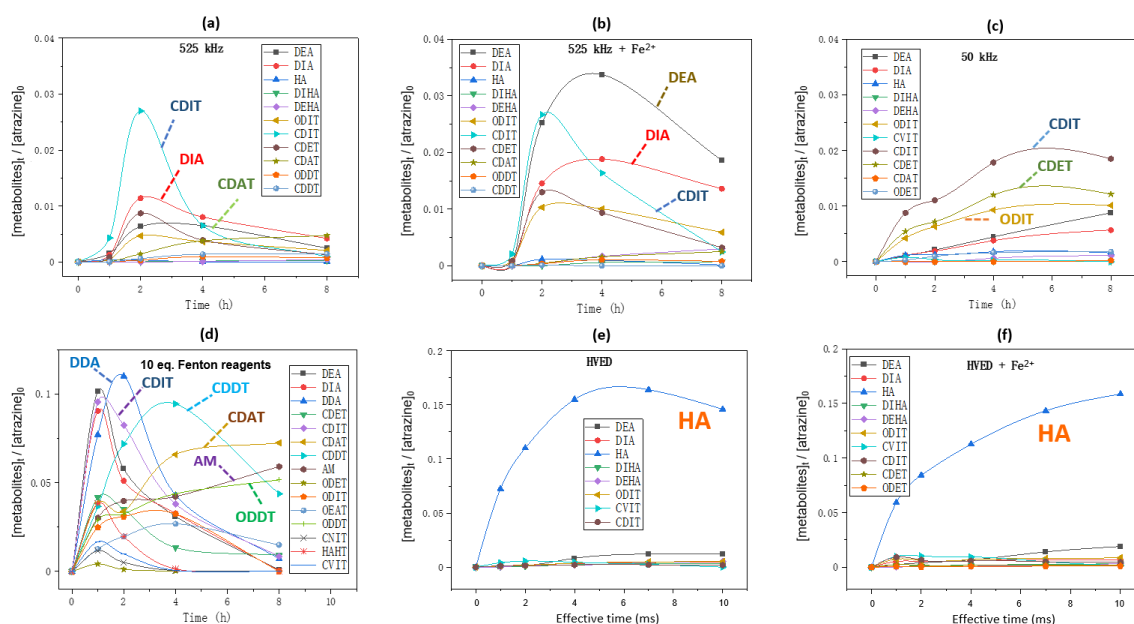 (a)
525 kHz
[metabolites]t / [atrazine]0
0.04
0.03
0.02
0.01
0
0 2 4 6 8
Time (h)
DEA
DIA
HA
DIHA
DEHA
ODIT
CDIT
CDET
CDAT
ODDT
CDDT
CDIT
DIA
CDAT
(b)
525 kHz + Fe²⁺
[metabolites]t / [atrazine]0
0.04
0.03
0.02
0.01
0
0 2 4 6 8
Time (h)
DEA
DIA
HA
DIHA
DEHA
ODIT
CDIT
CDET
CDAT
ODDT
CDDT
DEA
DIA
CDIT
(c)
50 kHz
[metabolites]t / [atrazine]0
0.04
0.03
0.02
0.01
0
0 2 4 6 8
Time (h)
DEA
DIA
HA
DIHA
DEHA
ODIT
CVIT
CDIT
CDET
CDAT
ODET
CDIT
CDET
ODIT
(d)
10 eq. Fenton reagents
[metabolites]t / [atrazine]0
0.1
0.05
0
0 2 4 6 8
Time (h)
DEA
DIA
DDA
CDET
CDIT
CDAT
CDDT
AM
ODET
ODIT
OEAT
ODDT
CNIT
HAHT
CVIT
DDA
CDIT
CDDT
CDAT
AM
ODDT
(e)
HVED
[metabolites]t / [atrazine]0
0.2
0.15
0.1
0.05
0
0 2 4 6 8 10
Effective time (ms)
HA
DEA
DIA
HA
DIHA
DEHA
ODIT
CVIT
CDIT
(f)
HVED + Fe²⁺
[metabolites]t / [atrazine]0
0.2
0.15
0.1
0.05
0
0 2 4 6 8 10
Effective time (ms)
DEA
DIA
HA
DIHA
DEHA
ODIT
CVIT
CDIT
CDET
ODET
HA